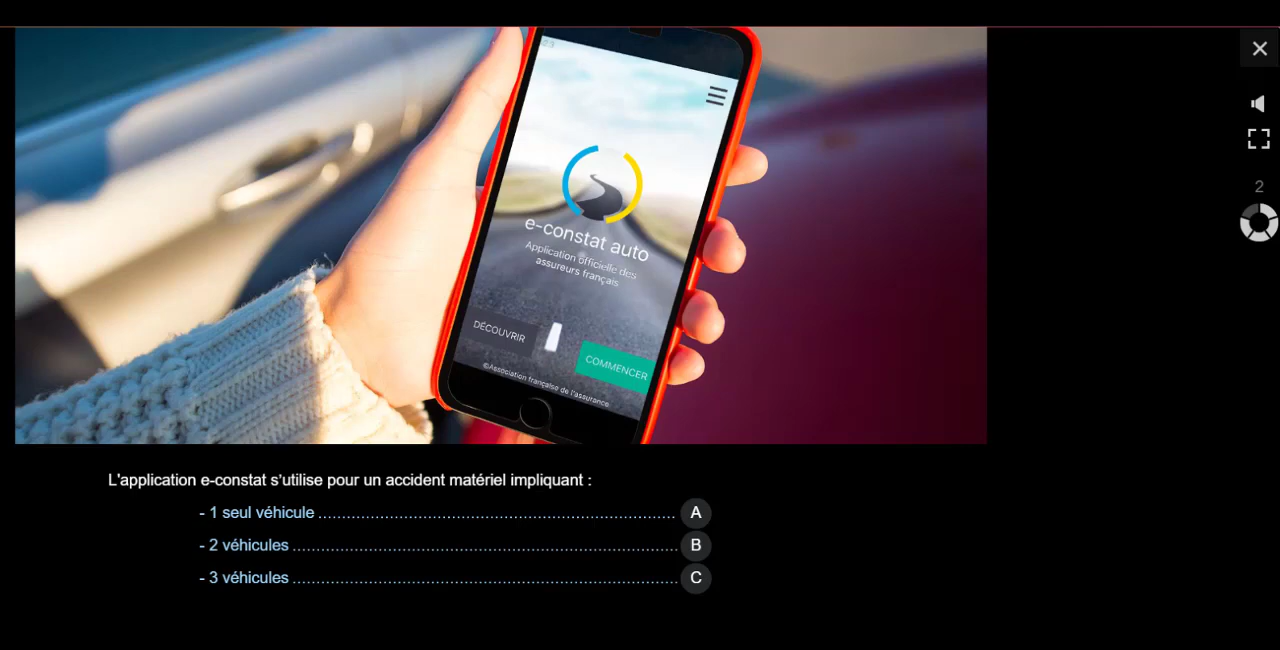 e-constat auto
Application officielle des
assureurs français
DÉCOUVRIR
COMMENCER
©Association française de l'assurance
2
L'application e-constat s'utilise pour un accident matériel impliquant :
- 1 seul véhicule ........................................................................... A
- 2 véhicules ................................................................................. B
- 3 véhicules ................................................................................. C